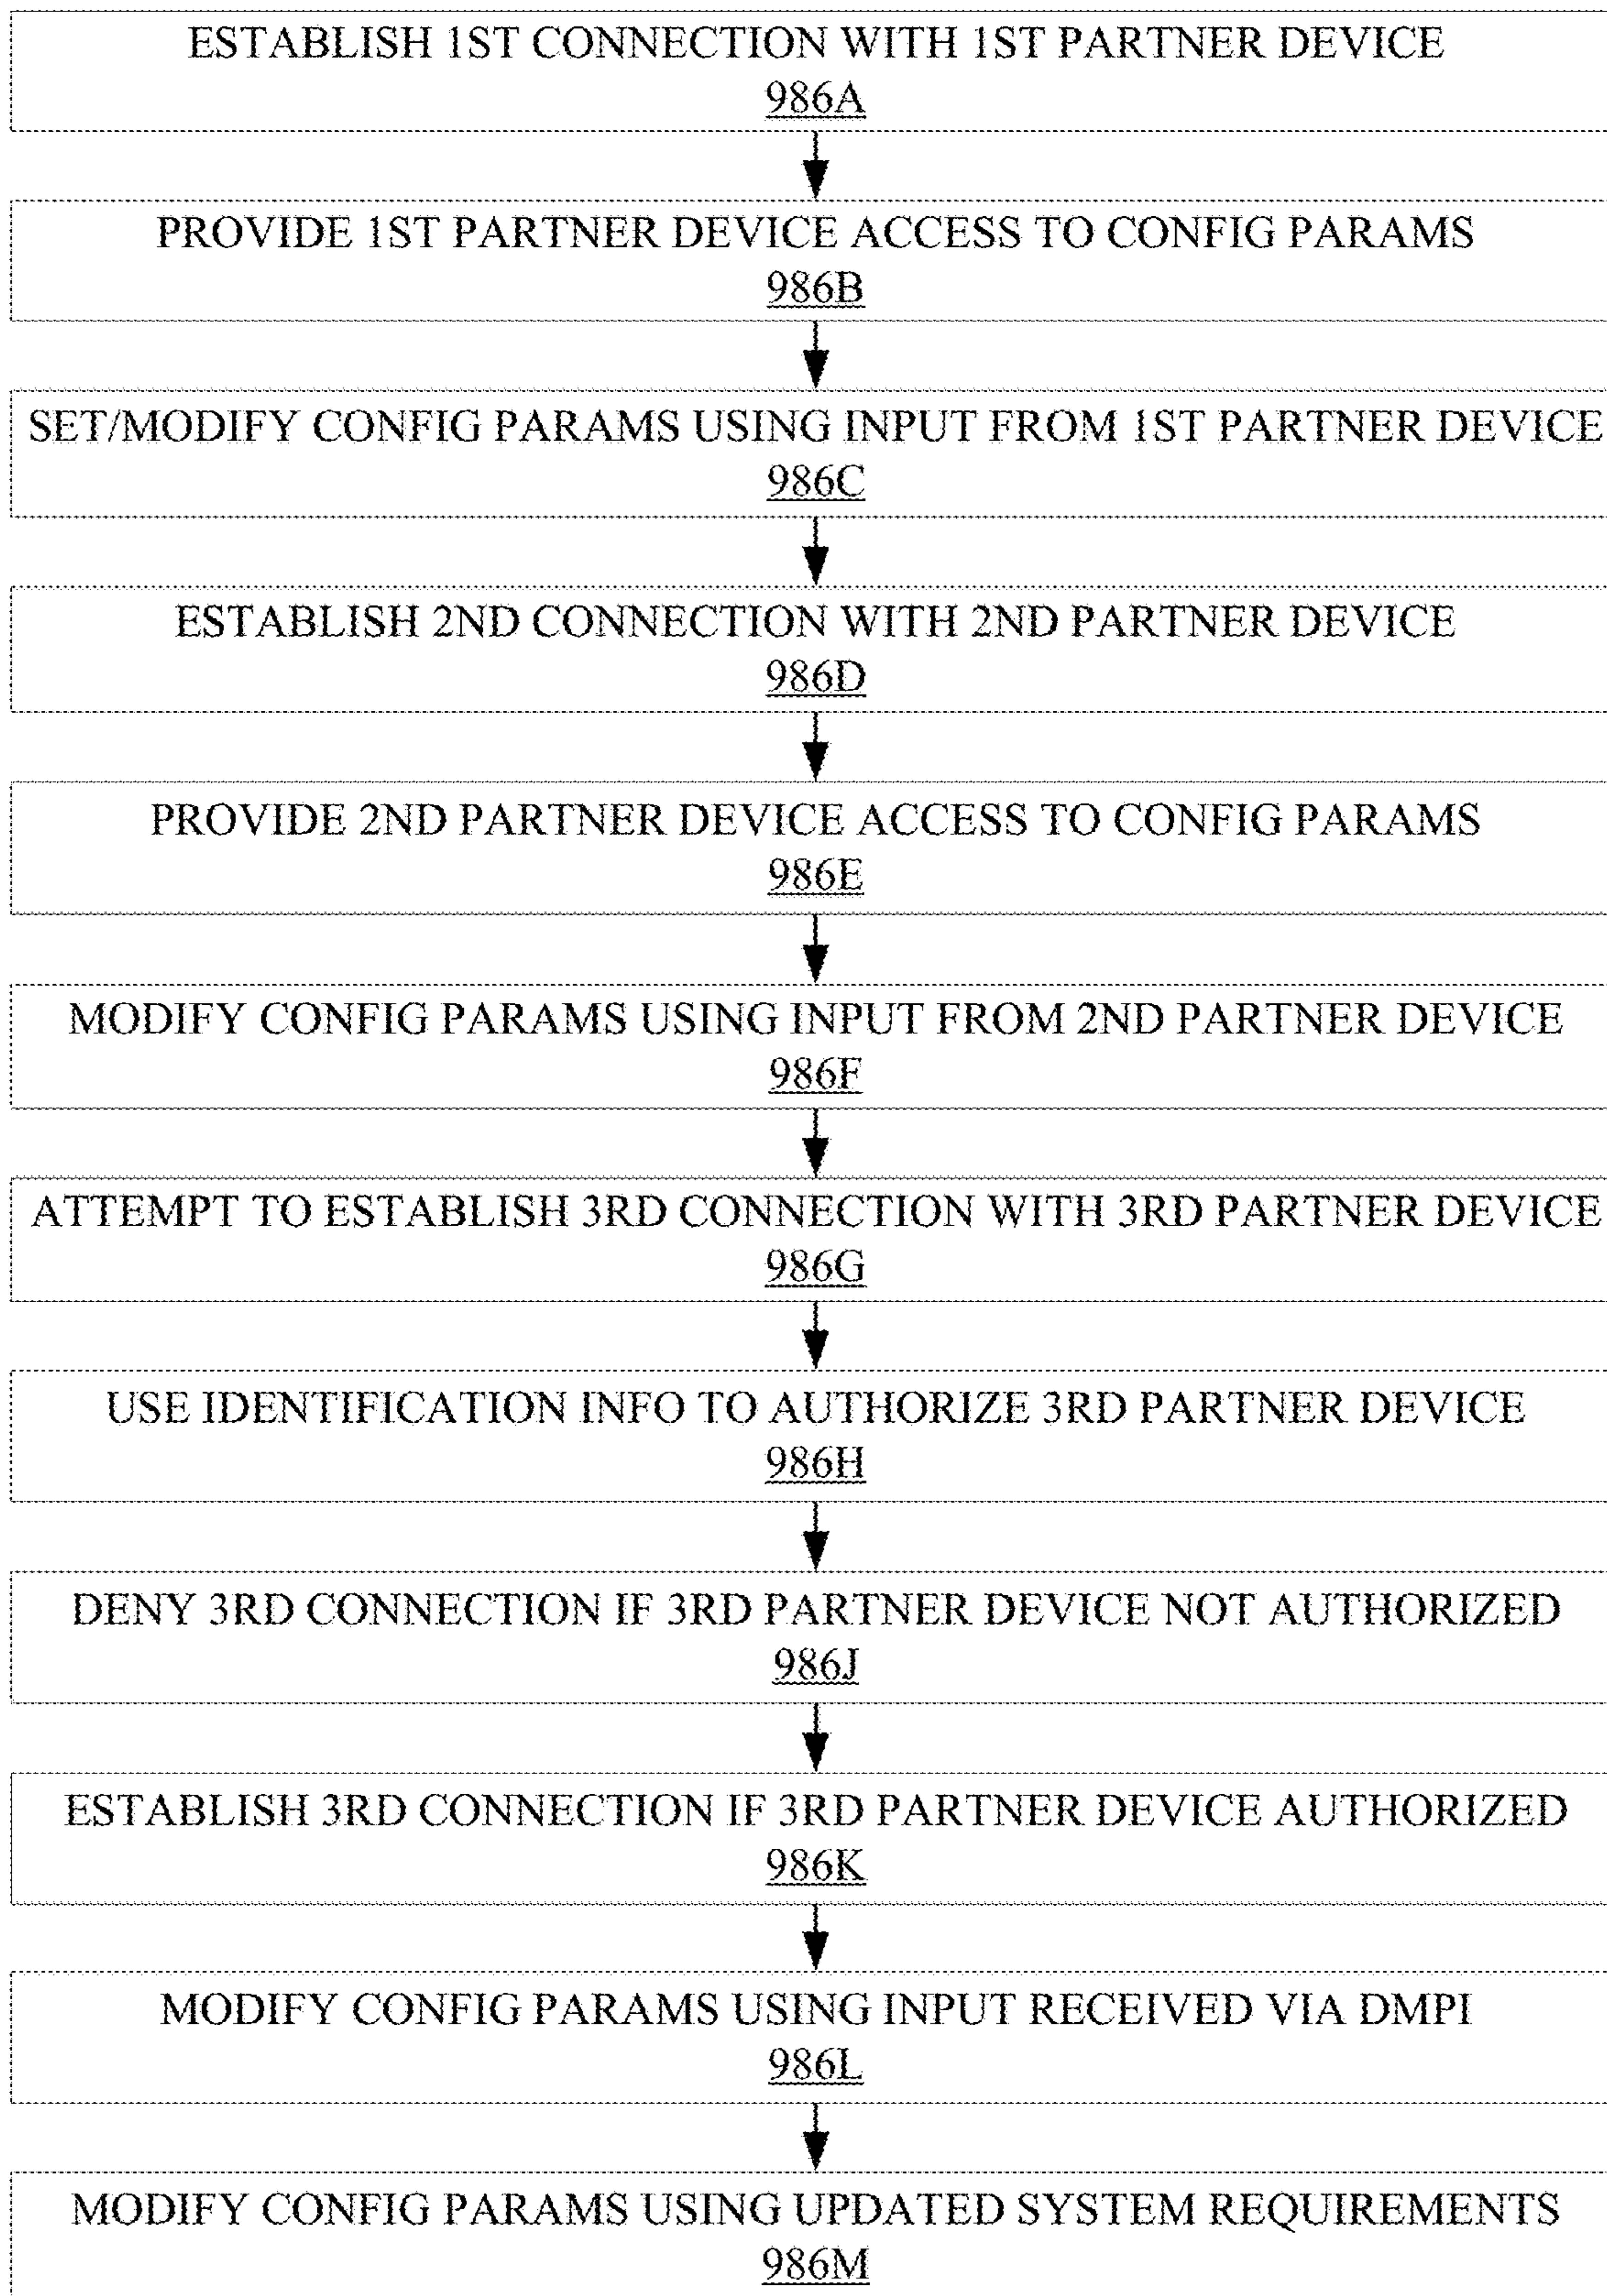 ESTABLISH 1ST CONNECTION WITH 1ST PARTNER DEVICE
986A
PROVIDE 1ST PARTNER DEVICE ACCESS TO CONFIG PARAMS
986B
SET/MODIFY CONFIG PARAMS USING INPUT FROM 1ST PARTNER DEVICE
986C
ESTABLISH 2ND CONNECTION WITH 2ND PARTNER DEVICE
986D
PROVIDE 2ND PARTNER DEVICE ACCESS TO CONFIG PARAMS
986E
MODIFY CONFIG PARAMS USING INPUT FROM 2ND PARTNER DEVICE
986F
ATTEMPT TO ESTABLISH 3RD CONNECTION WITH 3RD PARTNER DEVICE
986G
USE IDENTIFICATION INFO TO AUTHORIZE 3RD PARTNER DEVICE
986H
DENY 3RD CONNECTION IF 3RD PARTNER DEVICE NOT AUTHORIZED
986J
ESTABLISH 3RD CONNECTION IF 3RD PARTNER DEVICE AUTHORIZED
986K
MODIFY CONFIG PARAMS USING INPUT RECEIVED VIA DMPI
986L
MODIFY CONFIG PARAMS USING UPDATED SYSTEM REQUIREMENTS
986M